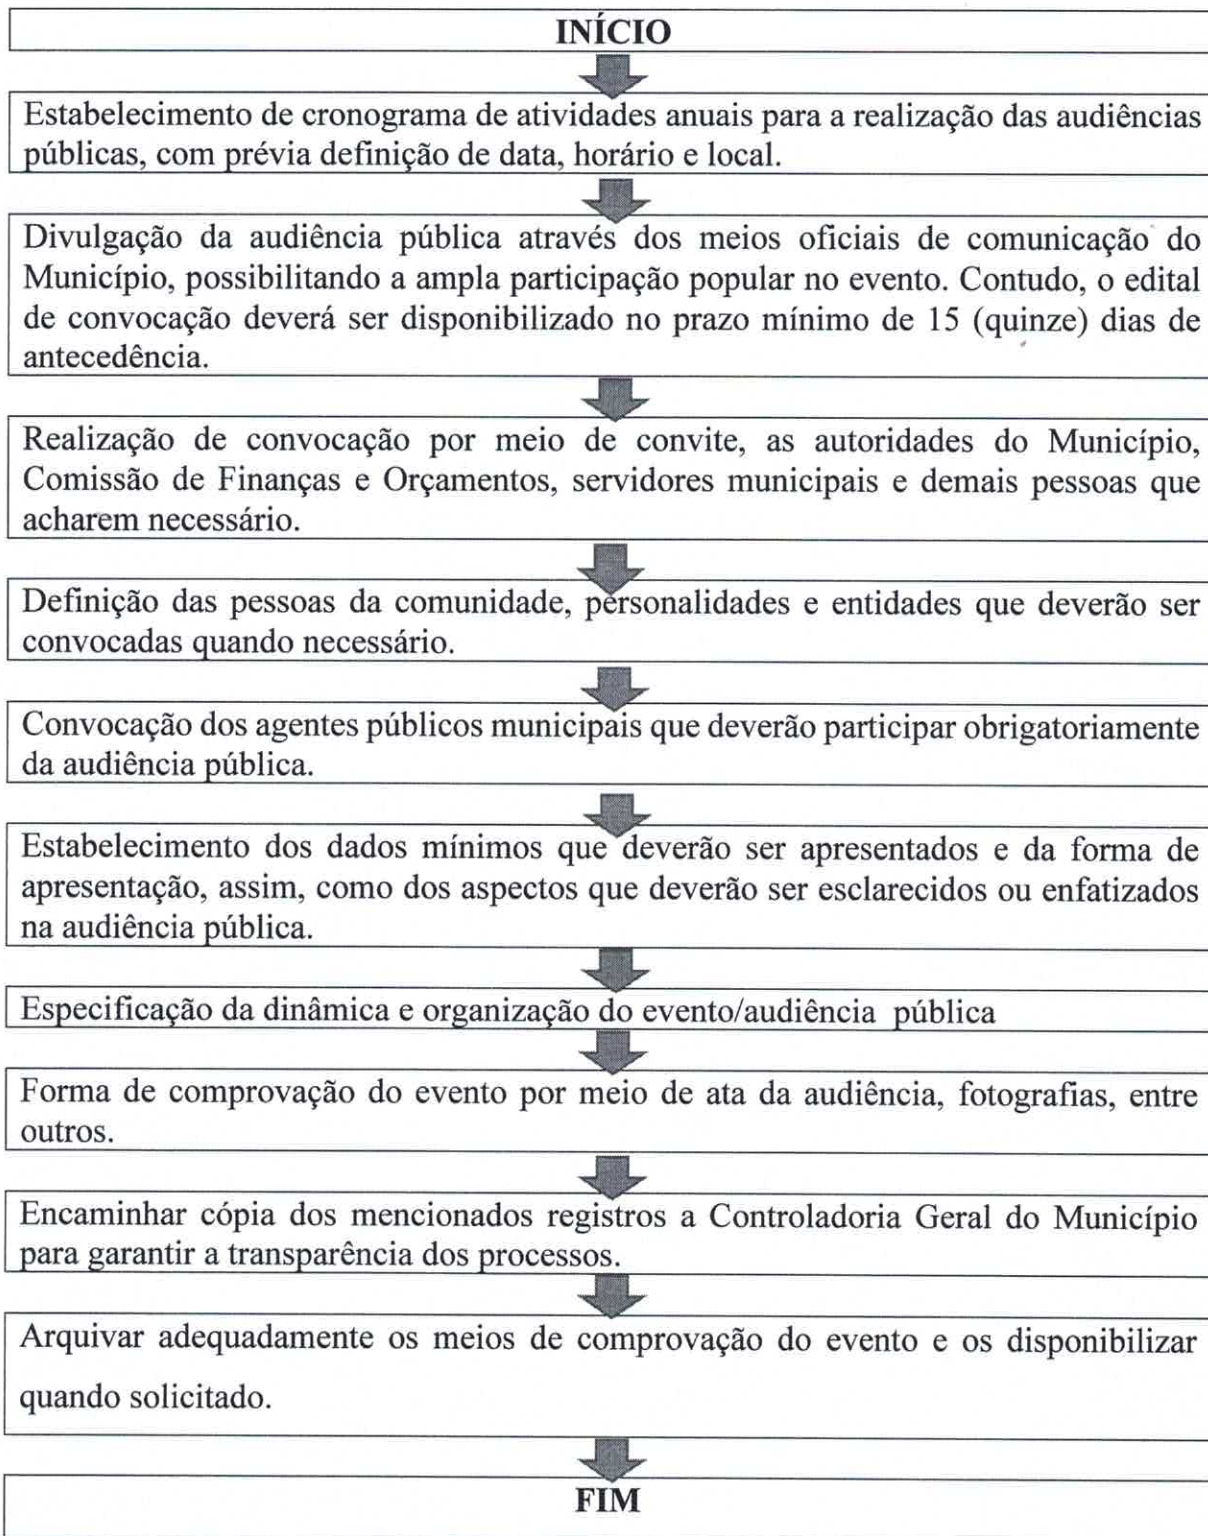 INÍCIO
Estabelecimento de cronograma de atividades anuais para a realização das audiências
públicas, com prévia definição de data, horário e local.
Divulgação da audiência pública através dos meios oficiais de comunicação do
Município, possibilitando a ampla participação popular no evento. Contudo, o edital
de convocação deverá ser disponibilizado no prazo mínimo de 15 (quinze) dias de
antecedência.
Realização de convocação por meio de convite, as autoridades do Município,
Comissão de Finanças e Orçamentos, servidores municipais e demais pessoas que
acharem necessário.
Definição das pessoas da comunidade, personalidades e entidades que deverão ser
convocadas quando necessário.
Convocação dos agentes públicos municipais que deverão participar obrigatoriamente
da audiência pública.
Estabelecimento dos dados mínimos que deverão ser apresentados e da forma de
apresentação, assim, como dos aspectos que deverão ser esclarecidos ou enfatizados
na audiência pública.
Especificação da dinâmica e organização do evento/audiência pública
Forma de comprovação do evento por meio de ata da audiência, fotografias, entre
outros.
Encaminhar cópia dos mencionados registros a Controladoria Geral do Município
para garantir a transparência dos processos.
Arquivar adequadamente os meios de comprovação do evento e os disponibilizar
quando solicitado.
FIM